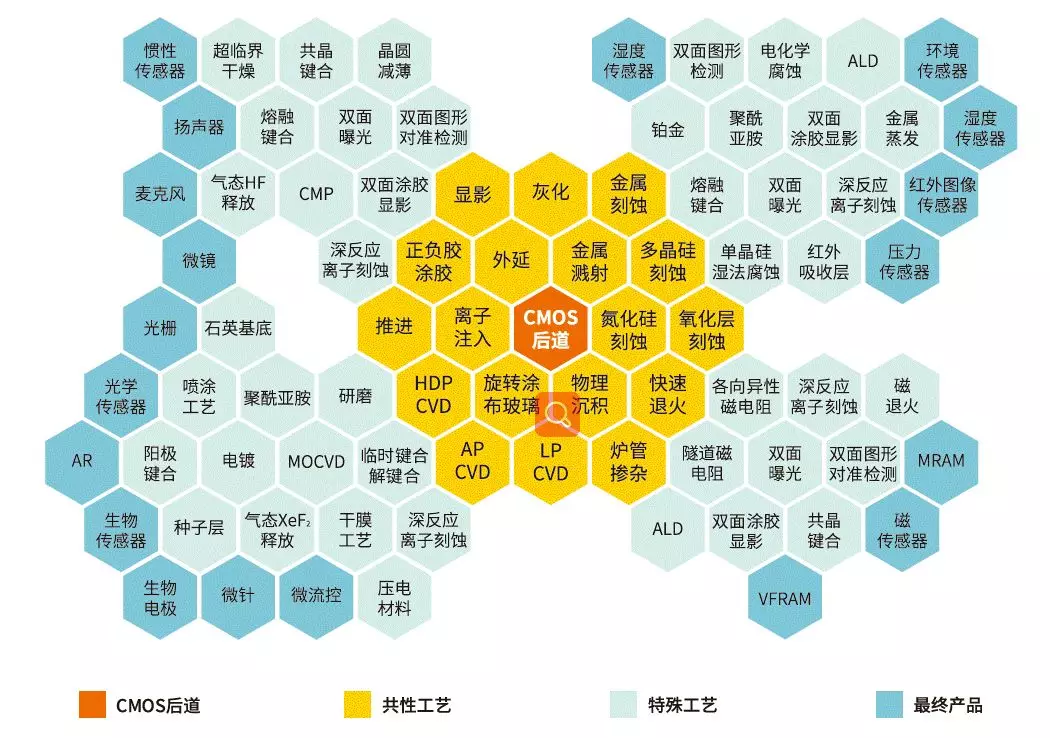 惯性
传感器
超临界
干燥
共晶
键合
晶圆
减薄
湿度
传感器
双面图形
检测
电化学
腐蚀
ALD
环境
传感器
扬声器
熔融
键合
双面
曝光
双面图形
对准检测
铂金
聚酰
亚胺
双面
涂胶显影
金属
蒸发
湿度
传感器
麦克风
气态HF
释放
CMP
双面涂胶
显影
显影
灰化
金属
刻蚀
熔融
键合
双面
曝光
深反应
离子刻蚀
红外图像
传感器
微镜
深反应
离子刻蚀
正负胶
涂胶
外延
金属
溅射
多晶硅
刻蚀
单晶硅
湿法腐蚀
红外
吸收层
压力
传感器
光栅
石英基底
推进
离子
注入
CMOS
后道
氮化硅
刻蚀
氧化层
刻蚀
光学
传感器
喷涂
工艺
聚酰亚胺
研磨
HDP
CVD
旋转涂
布玻璃
物理
沉积
快速
退火
各向异性
磁电阻
深反应
离子刻蚀
磁
退火
AR
阳极
键合
电镀
MOCVD
临时键合
解键合
AP
CVD
LP
CVD
炉管
掺杂
隧道磁
电阻
双面
曝光
双面图形
对准检测
MRAM
生物
传感器
种子层
气态XeF₂
释放
干膜
工艺
深反应
离子刻蚀
ALD
双面涂胶
显影
共晶
键合
磁
传感器
生物
电极
微针
微流控
压电
材料
VFRAM
CMOS后道
共性工艺
特殊工艺
最终产品